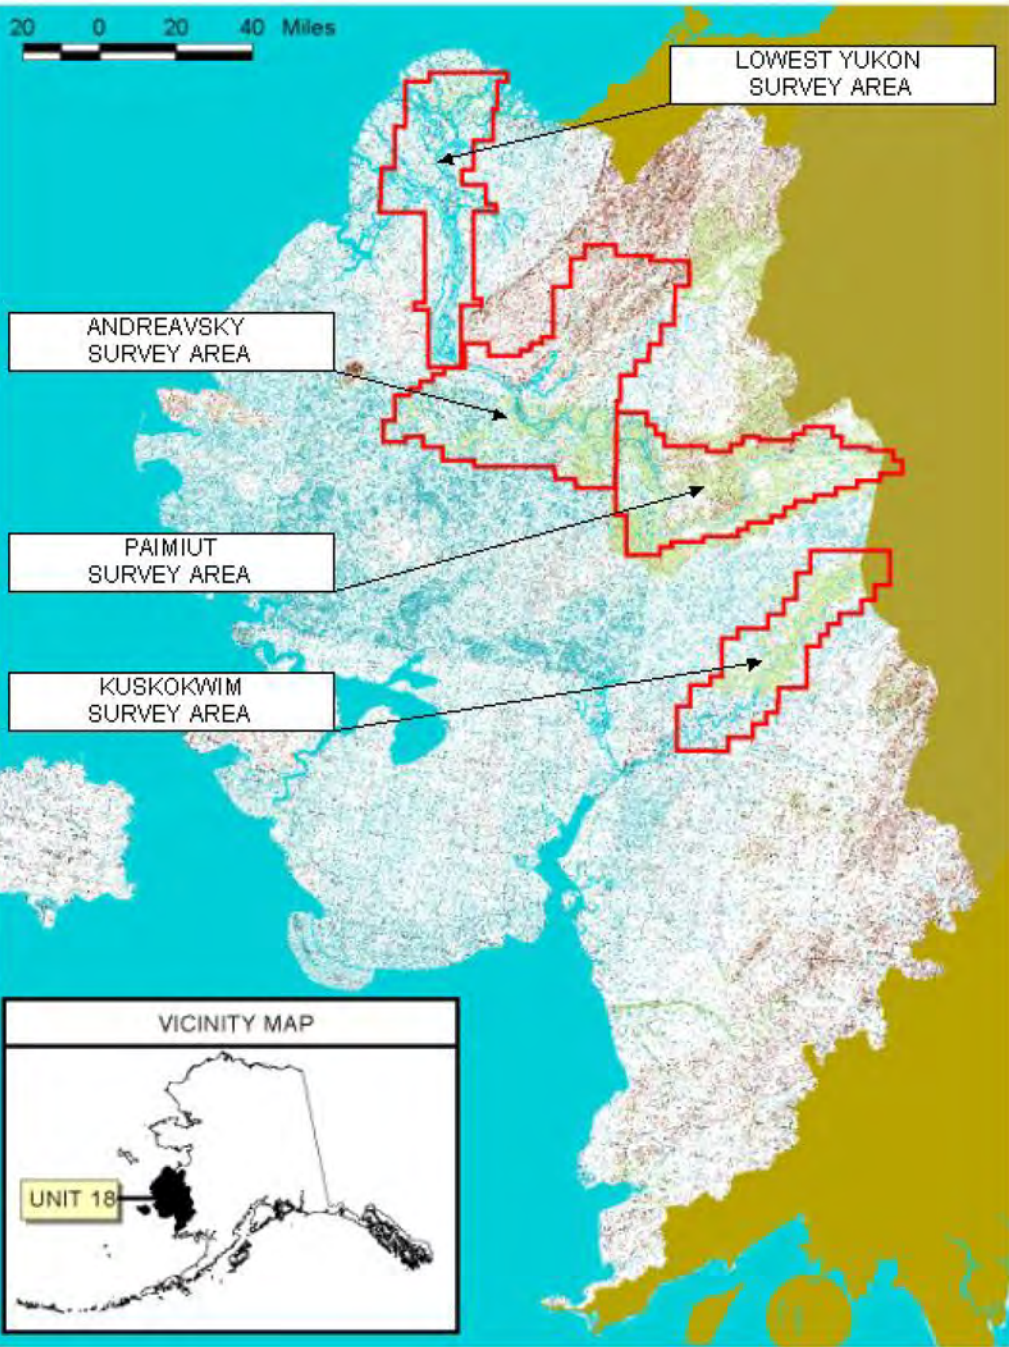 20 0 20 40 Miles
LOWEST YUKON
SURVEY AREA
ANDREAVSKY
SURVEY AREA
PAIMIUT
SURVEY AREA
KUSKOKWIM
SURVEY AREA
VICINITY MAP
UNIT 18